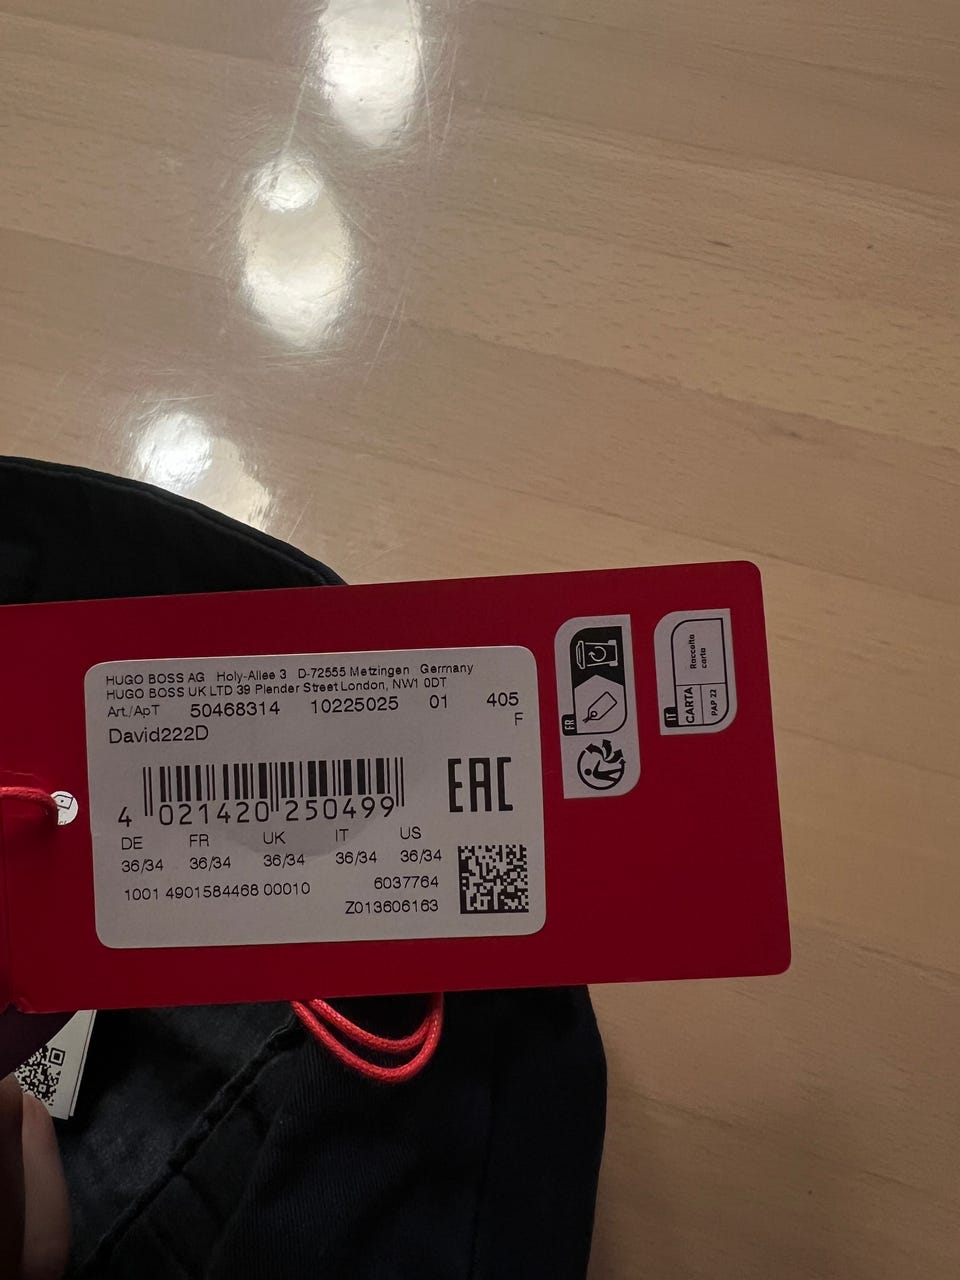 HUGO BOSS AG Holy-Allee 3 D-72555 Metzingen Germany
HUGO BOSS UK LTD 39 Plender Street London, NW1 0DT
Art./ApT 50468314 10225025 01 405
F
David222D
4 021420 250499
EAC
DE FR UK IT US
36/34 36/34 36/34 36/34 36/34
1001 4901584468 00010 6037764
Z013606163
FR
IT
CARTA
PAP 22
Raccolta
carta